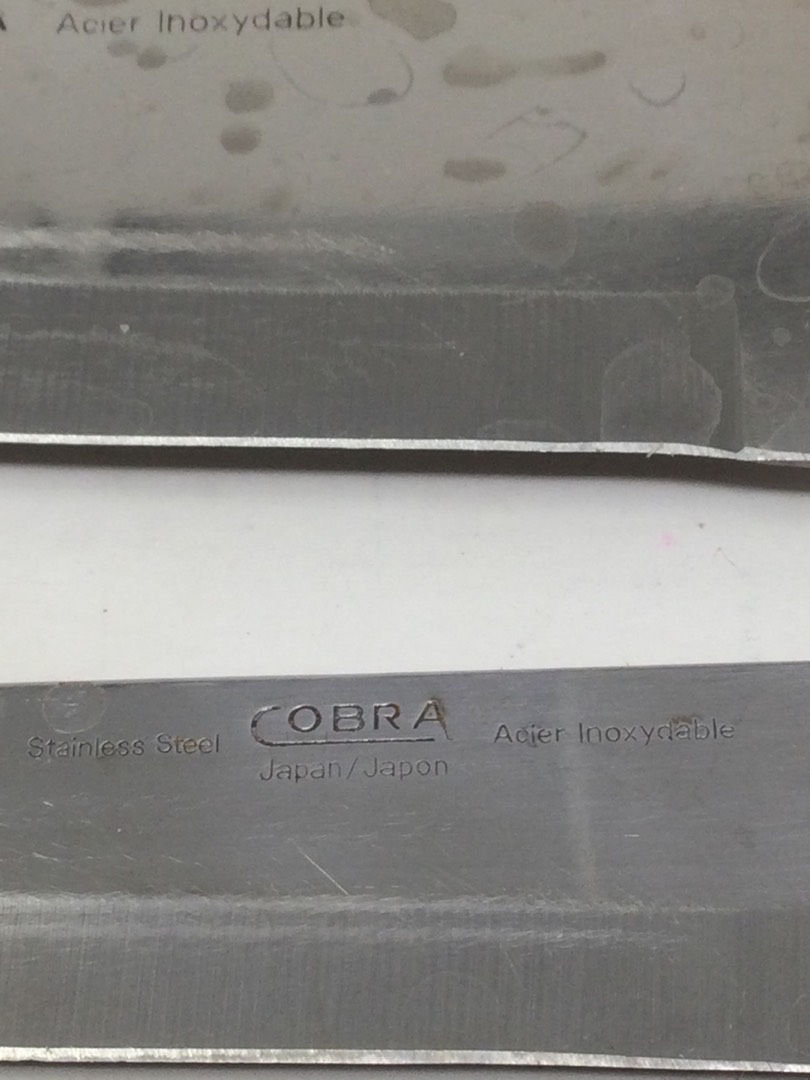 Acier Inoxydable
Stainless Steel COBRA Acier Inoxydable
Japan/Japon